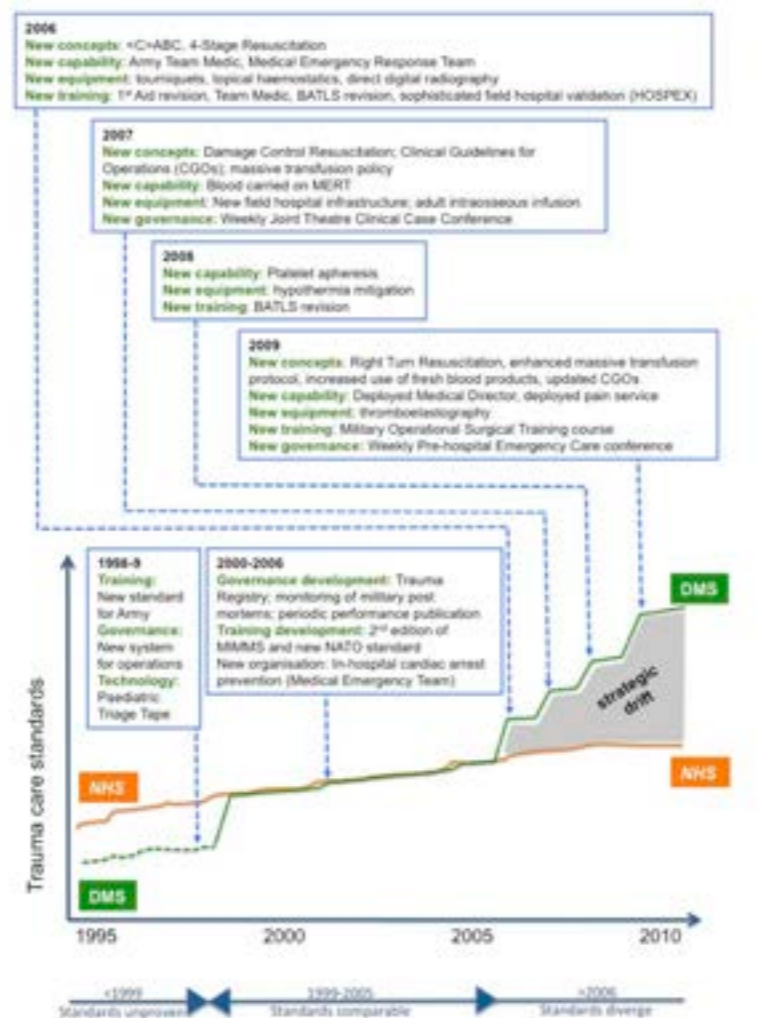 2006
New concepts: <C>ABC, 4-Stage Resuscitation
New capability: Army Team Medic, Medical Emergency Response Team
New equipment: tourniquets, topical haemostatics, direct digital radiography
New training: 1st Aid revision, Team Medic, BATLS revision, sophisticated field hospital validation (HOSPEX)
2007
New concepts: Damage Control Resuscitation; Clinical Guidelines for
Operations (CGOs); massive transfusion policy
New capability: Blood carried on MERT
New equipment: New field hospital infrastructure; adult intraosseous infusion
New governance: Weekly Joint Theatre Clinical Case Conference
2008
New capability: Platelet apheresis
New equipment: hypothermia mitigation
New training: BATLS revision
2009
New concepts: Right Turn Resuscitation, enhanced massive transfusion
protocol, increased use of fresh blood products, updated CGOs
New capability: Deployed Medical Director, deployed pain service
New equipment: thromboelastography
New training: Military Operational Surgical Training course
New governance: Weekly Pre-hospital Emergency Care conference
1998-9
Training:
New standard
for Army
Governance:
New system
for operations
Technology:
Paediatric
Triage Tape
2000-2006
Governance development: Trauma
Registry; monitoring of military post
mortems; periodic performance publication
Training development: 2nd edition of
MIMMS and new NATO standard
New organisation: In-hospital cardiac arrest
prevention (Medical Emergency Team)
DMS
strategic
drift
NHS
NHS
DMS
Trauma care standards
1995
2000
2005
2010
<1999
Standards unproven
1999-2005
Standards comparable
>2006
Standards diverge